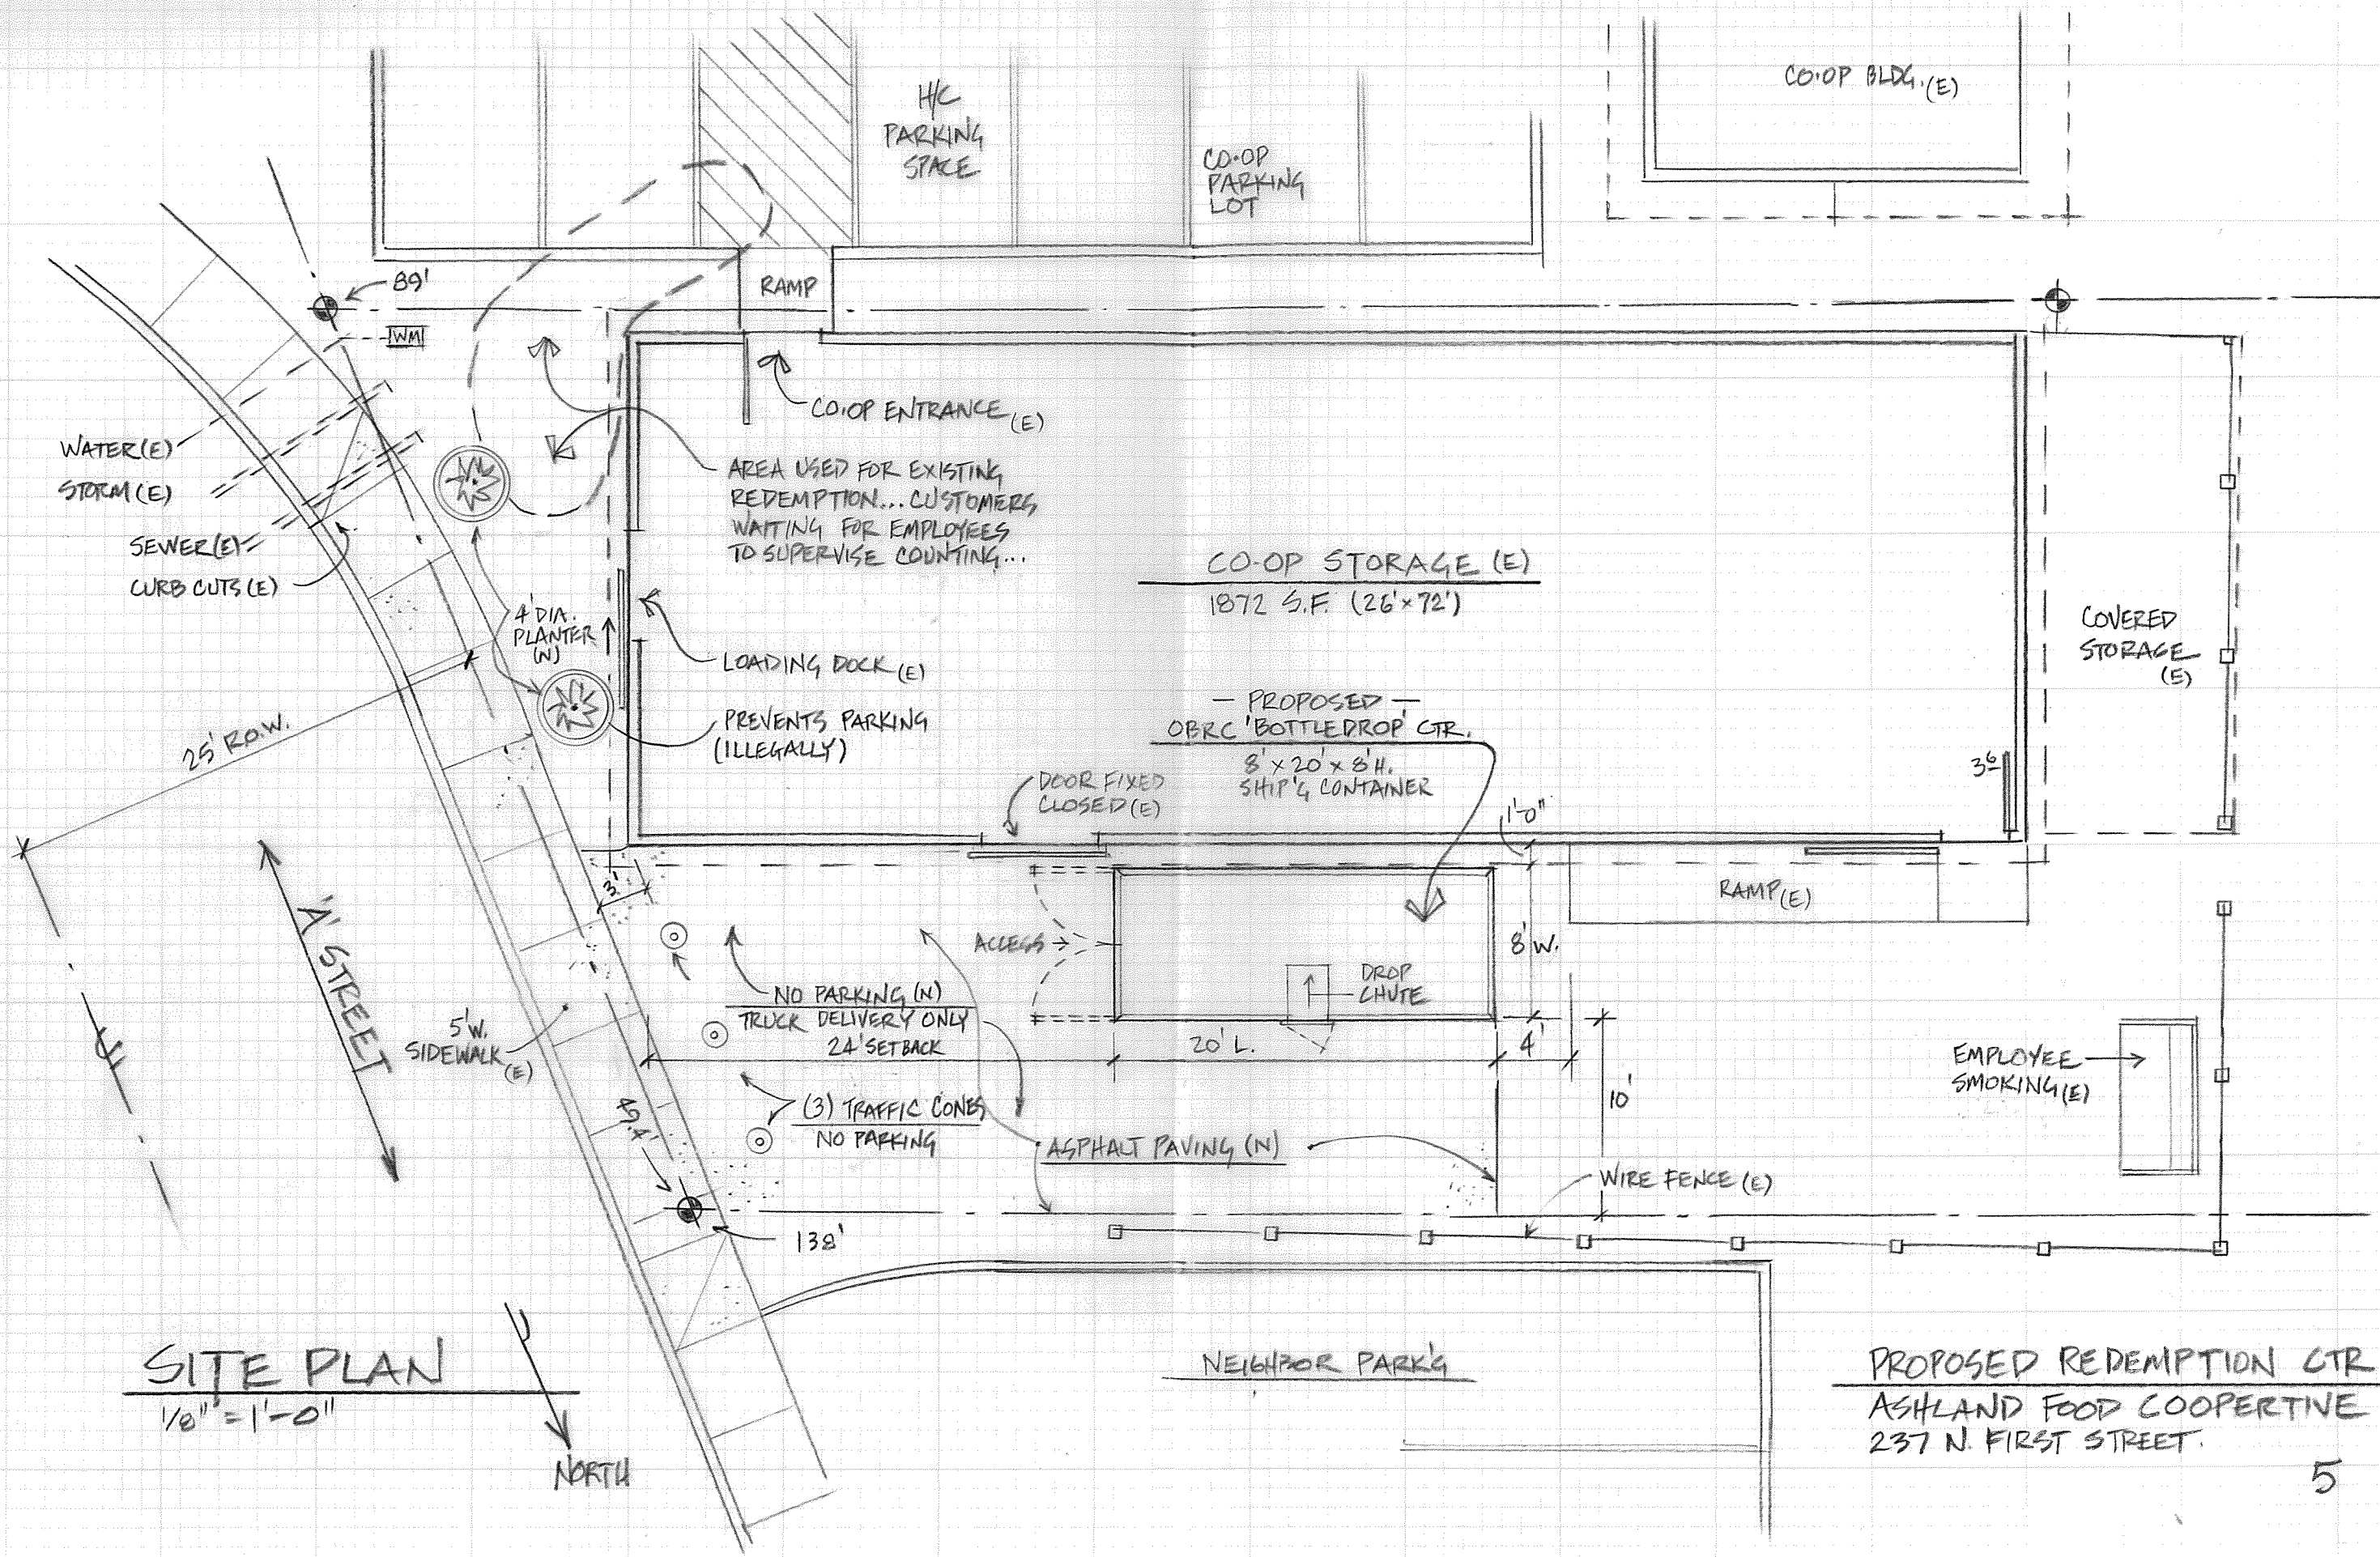 H/C
PARKING
SPACE
CO-OP
PARKING
LOT
CO-OP BLDG. (E)
RAMP
89'
WM
CO-OP ENTRANCE (E)
WATER (E)
STORM (E)
SEWER (E)
CURB CUTS (E)
AREA USED FOR EXISTING
REDEMPTION... CUSTOMERS
WAITING FOR EMPLOYEES
TO SUPERVISE COUNTING...
CO-OP STORAGE (E)
1872 S.F. (26'x72')
COVERED
STORAGE
(E)
4' DIA.
PLANTER
(N)
LOADING DOCK (E)
PREVENTS PARKING
(ILLEGALLY)
25' R.O.W.
— PROPOSED —
OBRC 'BOTTLEDROP' CTR.
8' x 20' x 8' H.
SHIP'G CONTAINER
DOOR FIXED
CLOSED (E)
1'-0"
3⁶
RAMP (E)
3'
'A' STREET
ACCESS
8' W.
DROP
CHUTE
NO PARKING (N)
TRUCK DELIVERY ONLY
24' SETBACK
20' L.
4'
10'
5' W.
SIDEWALK
(E)
EMPLOYEE
SMOKING (E)
49.4'
(3) TRAFFIC CONES
NO PARKING
ASPHALT PAVING (N)
WIRE FENCE (E)
138'
NEIGHBOR PARK'G
SITE PLAN
1/8" = 1'-0"
NORTH
PROPOSED REDEMPTION CTR
ASHLAND FOOD COOPERTIVE
237 N. FIRST STREET.
5